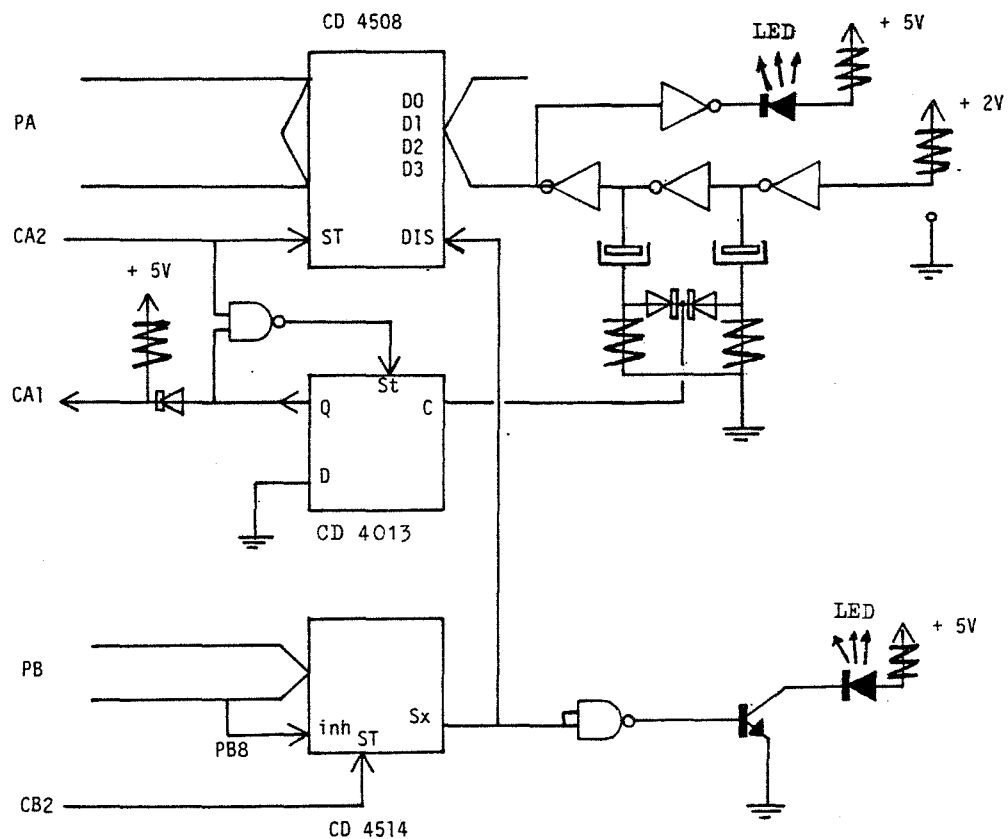 CD 4508
LED
+ 5V
+ 2V
PA
D0
D1
D2
D3
CA2
ST
DIS
+ 5V
St
CA1
Q
C
D
CD 4013
LED
+ 5V
PB
Sx
inh
ST
PB8
CB2
CD 4514